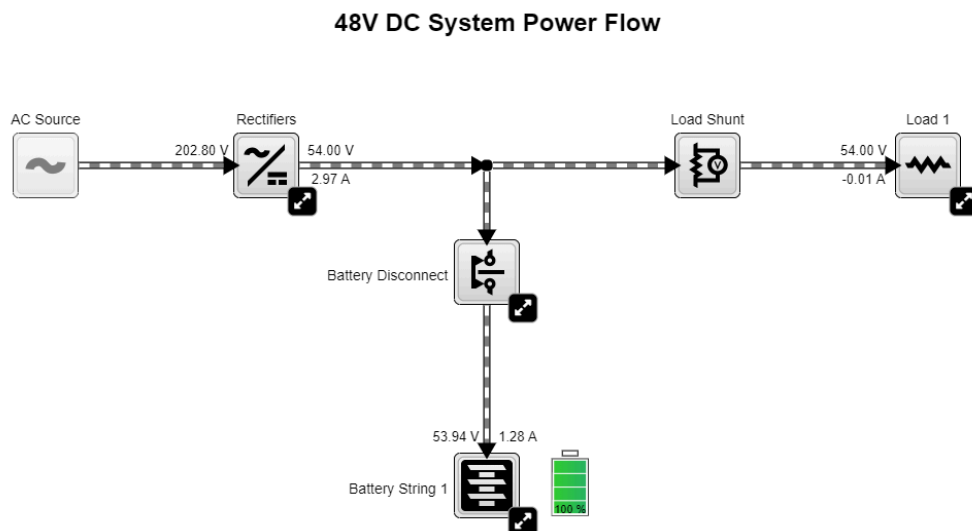 48V DC System Power Flow
AC Source
Rectifiers
Load Shunt
Load 1
202.80 V
54.00 V
2.97 A
V
54.00 V
-0.01 A
Battery Disconnect
53.94 V
1.28 A
Battery String 1
100 %